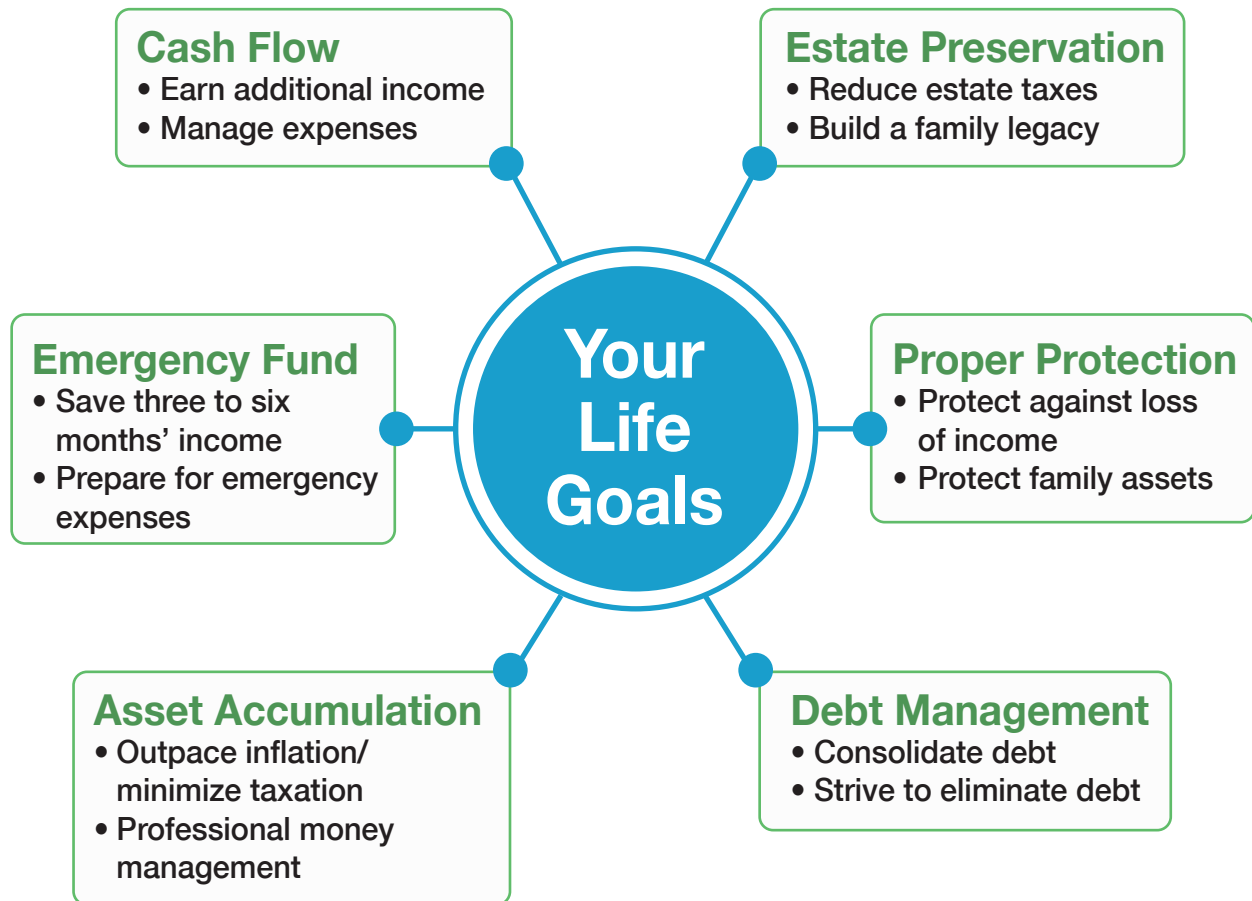 Cash Flow
• Earn additional income
• Manage expenses
Estate Preservation
• Reduce estate taxes
• Build a family legacy
Emergency Fund
• Save three to six
months’ income
• Prepare for emergency
expenses
Your
Life
Goals
Proper Protection
• Protect against loss
of income
• Protect family assets
Asset Accumulation
• Outpace inflation/
minimize taxation
• Professional money
management
Debt Management
• Consolidate debt
• Strive to eliminate debt